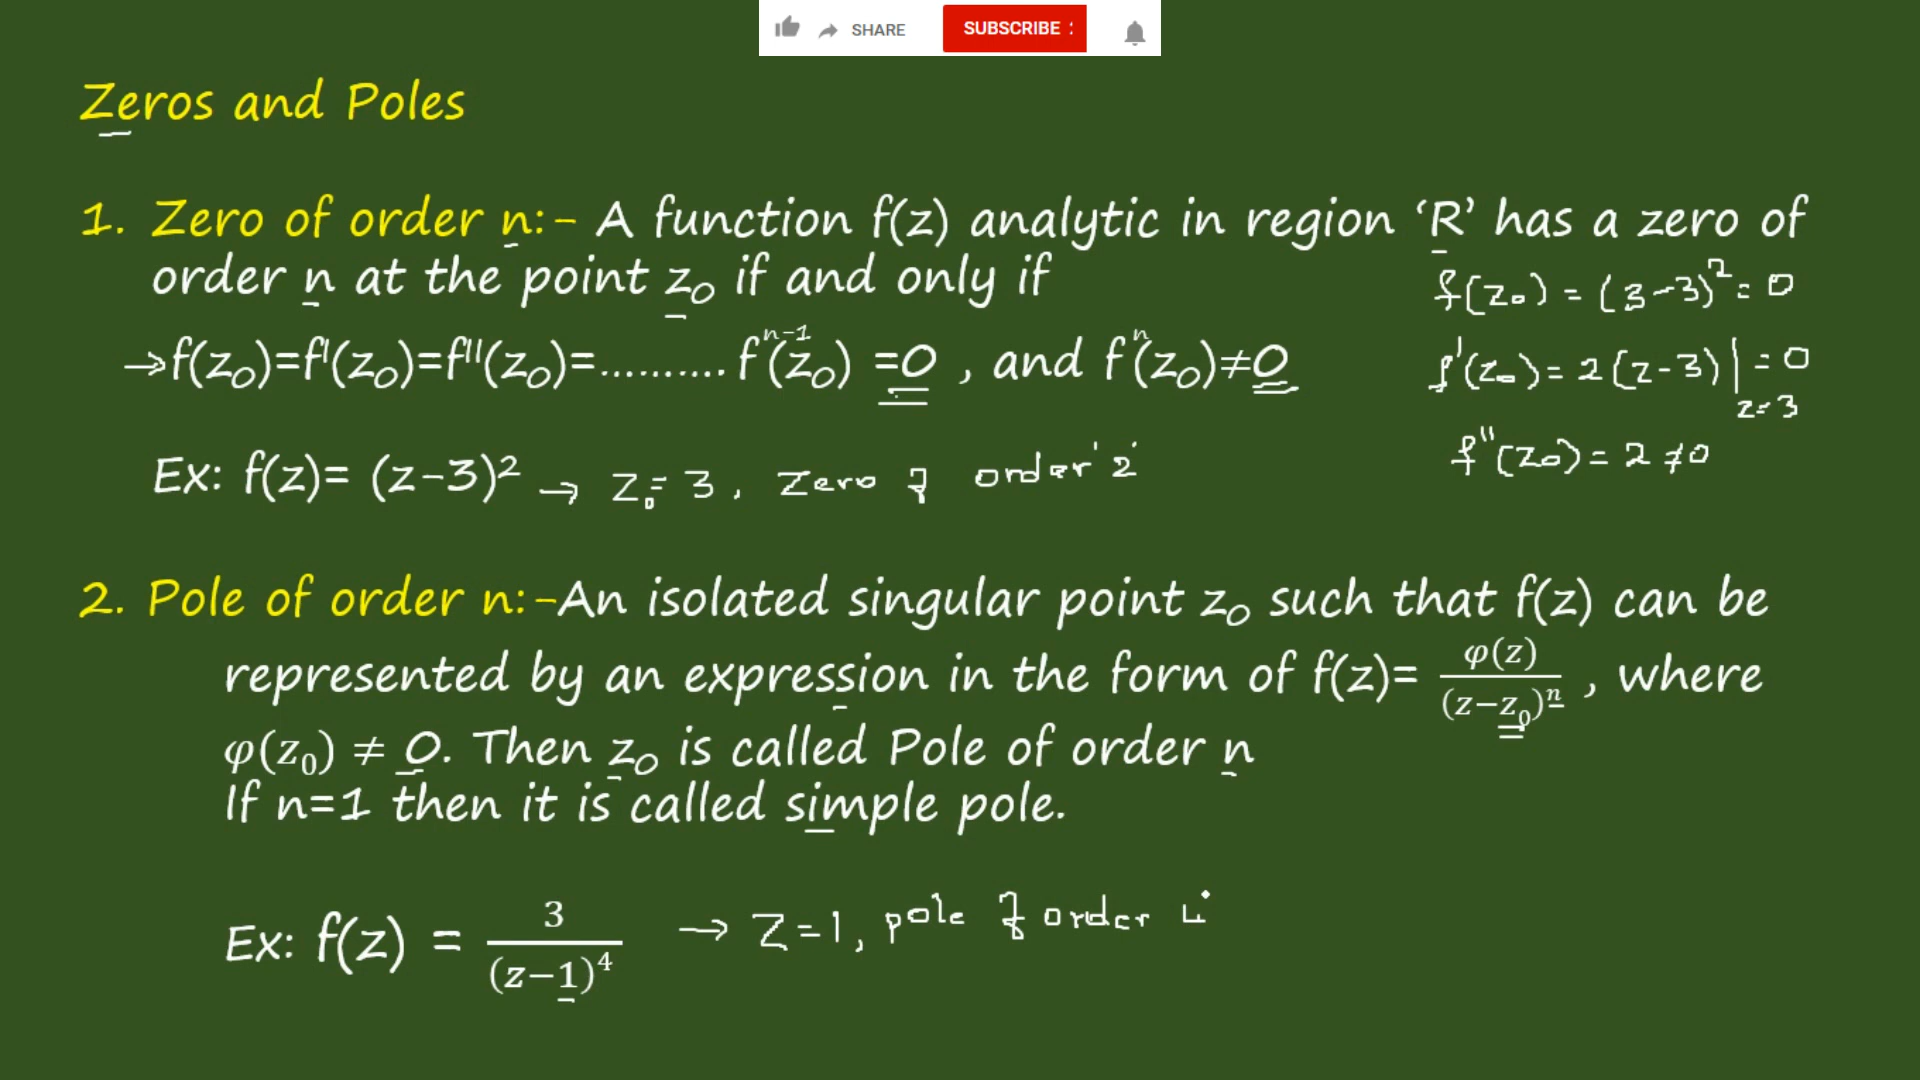 SHARE SUBSCRIBE
Zeros and Poles
1. Zero of order n:- A function f(z) analytic in region ‘R’ has a zero of
order n at the point z₀ if and only if
f(z₀) = (3-3)² = 0
→f(z₀)=f'(z₀)=f''(z₀)=.......... fⁿ⁻¹(z₀) =0 , and fⁿ(z₀)≠0
f'(z₀) = 2(z-3)| = 0
z=3
f''(z₀) = 2 ≠0
Ex: f(z)= (z-3)² → z₀=3, zero of order '2'
2. Pole of order n:-An isolated singular point z₀ such that f(z) can be
represented by an expression in the form of f(z)= φ(z)/(z−z₀)ⁿ , where
φ(z₀) ≠ 0. Then z₀ is called Pole of order n
If n=1 then it is called simple pole.
Ex: f(z) = 3/(z−1)⁴ → z=1, pole of order